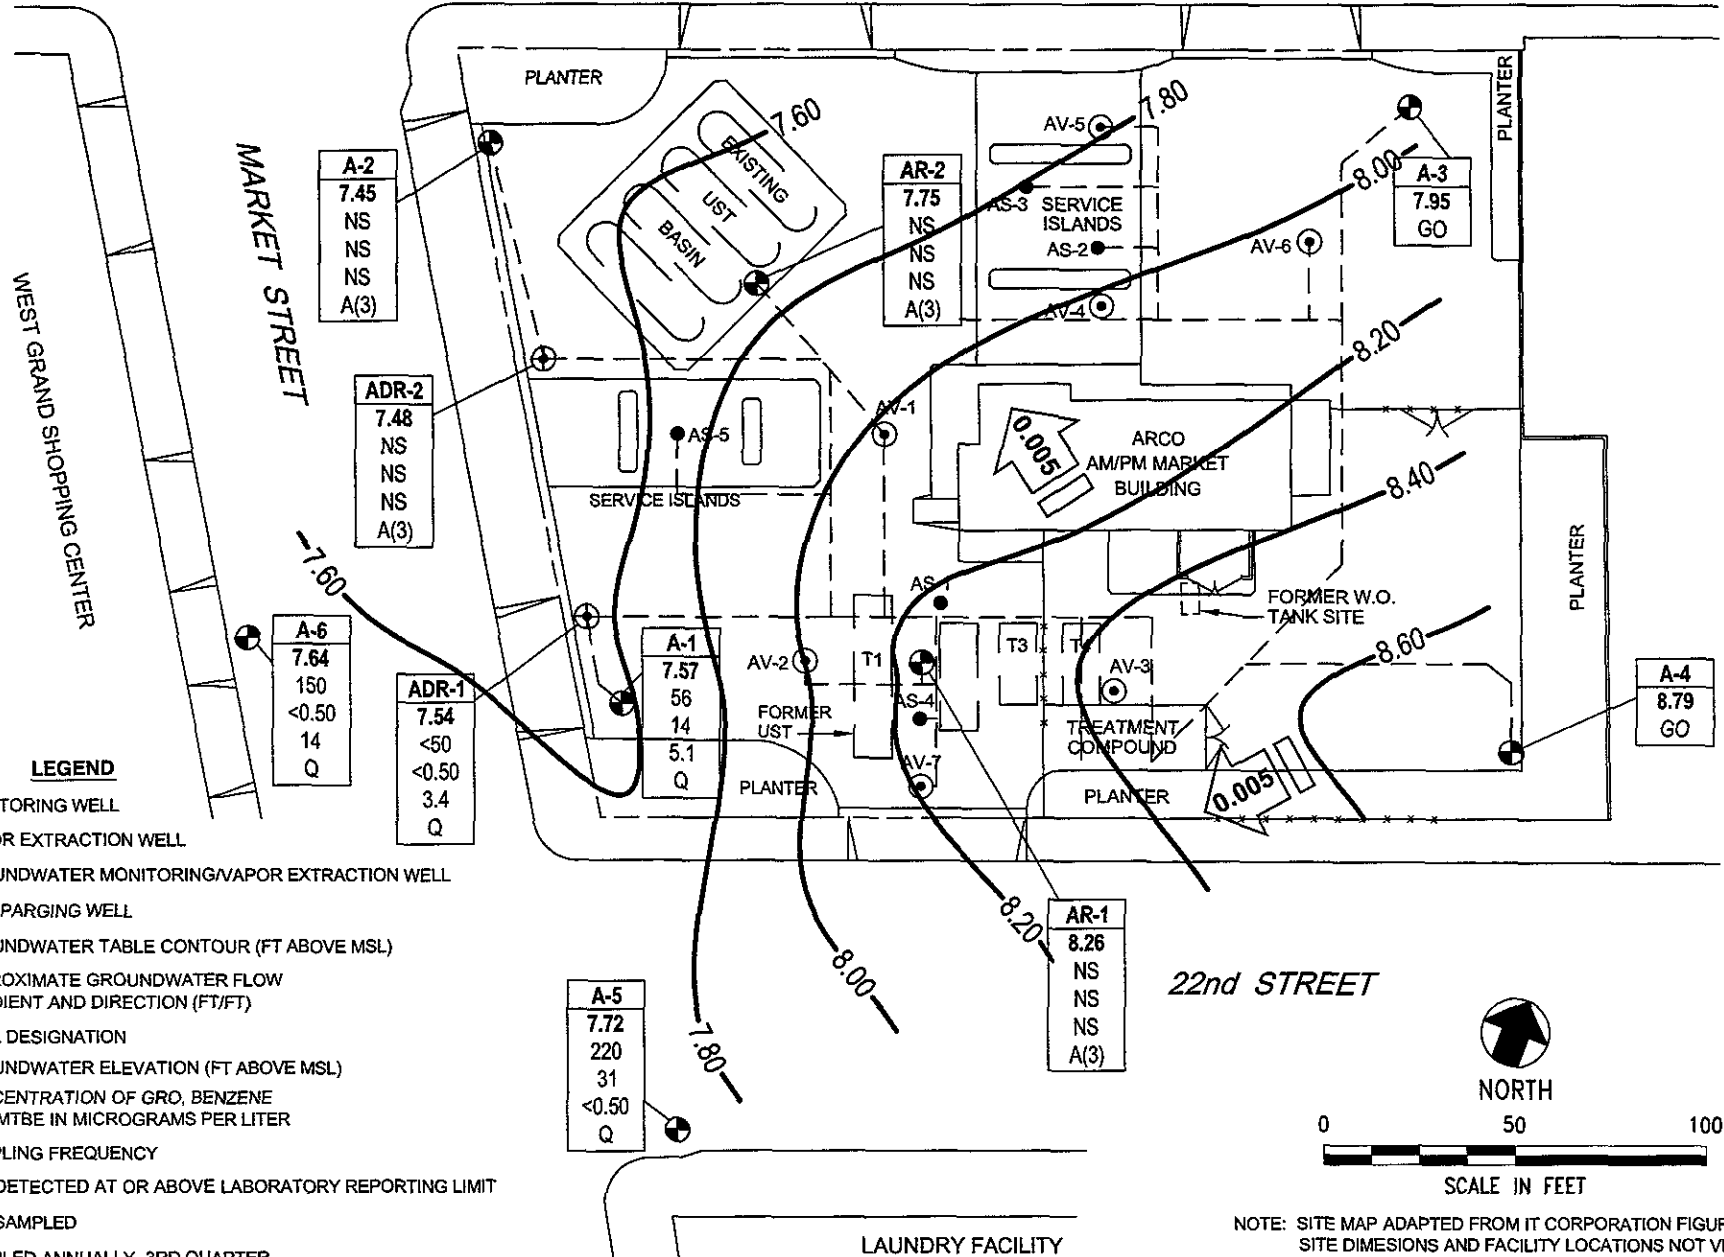 PLANTER
EXISTING
UST
BASIN
7.60
7.80
8.00
8.20
8.40
8.60
AV-5
AS-3
SERVICE
ISLANDS
AS-2
AV-4
AV-6
PLANTER
A-3
7.95
GO
A-2
7.45
NS
NS
NS
A(3)
AR-2
7.75
NS
NS
NS
A(3)
MARKET STREET
WEST GRAND SHOPPING CENTER
ADR-2
7.48
NS
NS
NS
A(3)
AS-5
SERVICE ISLANDS
AV-1
0.005
ARCO
AM/PM MARKET
BUILDING
PLANTER
7.60
A-6
7.64
150
<0.50
14
Q
ADR-1
7.54
<50
<0.50
3.4
Q
A-1
7.57
56
14
5.1
Q
AV-2
T1
FORMER
UST
PLANTER
AS-4
AV-7
T3
AV-3
TREATMENT
COMPOUND
PLANTER
FORMER W.O.
TANK SITE
0.005
A-4
8.79
GO
8.20
8.00
7.80
AR-1
8.26
NS
NS
NS
A(3)
22nd STREET
A-5
7.72
220
31
<0.50
Q
LEGEND
TORING WELL
OR EXTRACTION WELL
UNDWATER MONITORING/VAPOR EXTRACTION WELL
PARGING WELL
UNDWATER TABLE CONTOUR (FT ABOVE MSL)
ROXIMATE GROUNDWATER FLOW
DIENT AND DIRECTION (FT/FT)
DESIGNATION
UNDWATER ELEVATION (FT ABOVE MSL)
CENTRATION OF GRO, BENZENE
MTBE IN MICROGRAMS PER LITER
PLING FREQUENCY
DETECTED AT OR ABOVE LABORATORY REPORTING LIMIT
SAMPLED
NORTH
0 50 100
SCALE IN FEET
NOTE: SITE MAP ADAPTED FROM IT CORPORATION FIGUR
SITE DIMESIONS AND FACILITY LOCATIONS NOT V
LAUNDRY FACILITY